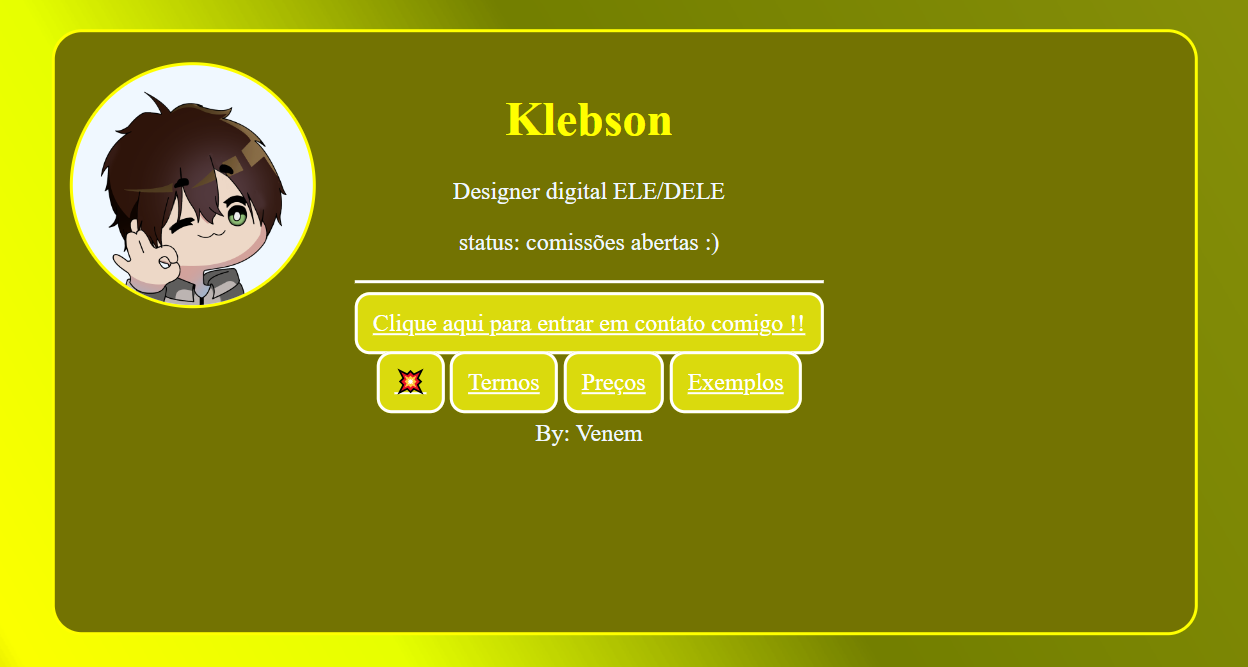 Klebson
Designer digital ELE/DELE
status: comissões abertas :)
Clique aqui para entrar em contato comigo !!
💥 Termos Preços Exemplos
By: Venem